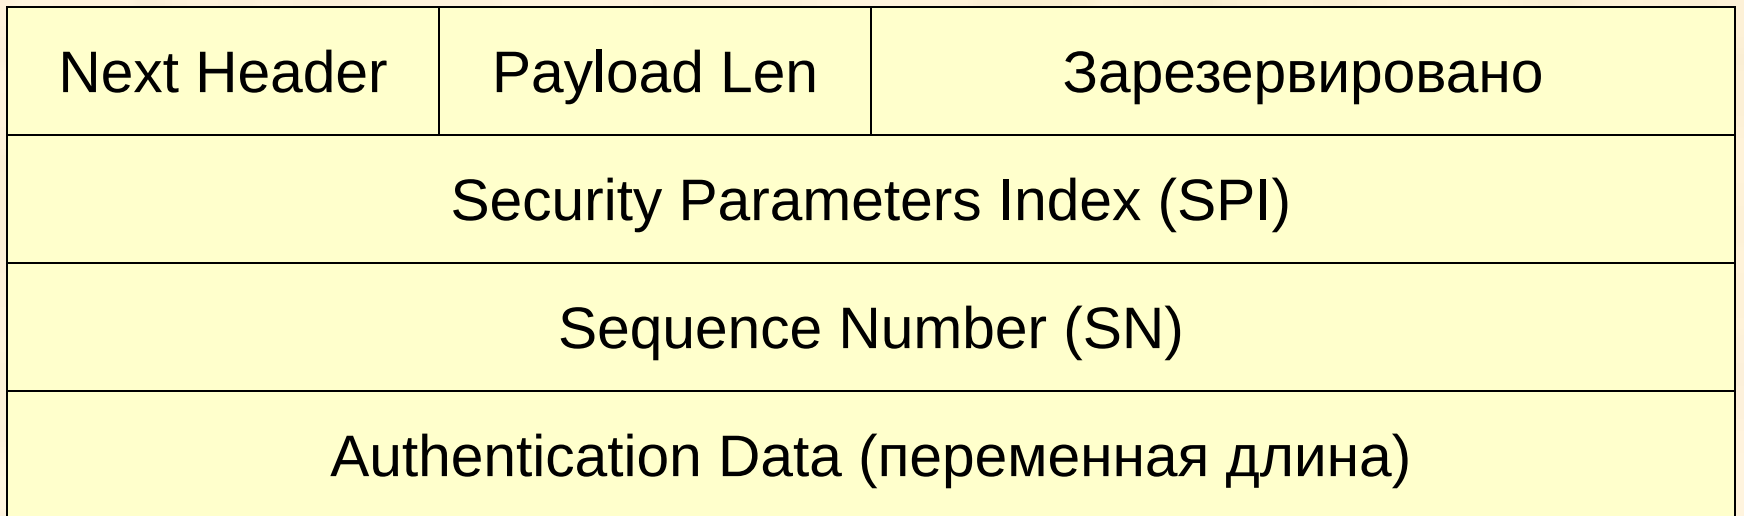 Next Header Payload Len Зарезервировано
Security Parameters Index (SPI)
Sequence Number (SN)
Authentication Data (переменная длина)